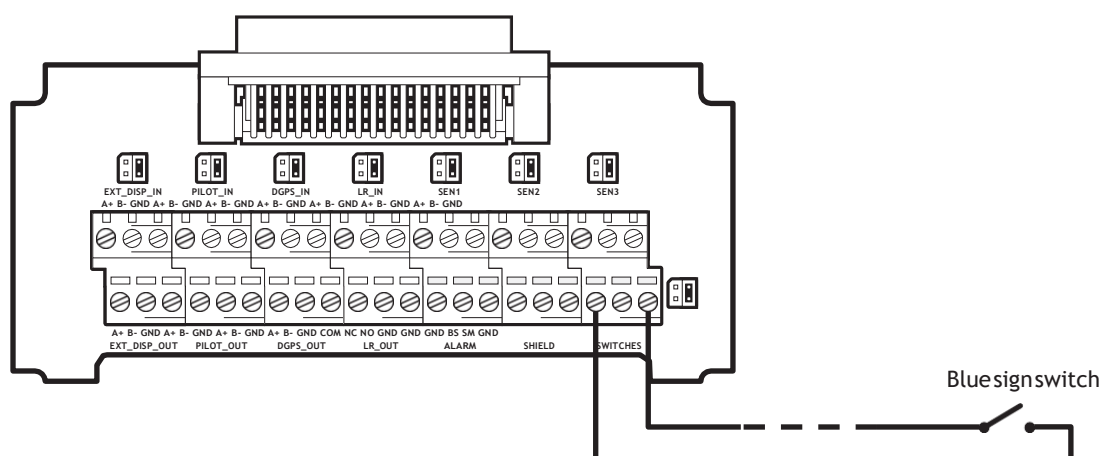 EXT_DISP_IN PILOT_IN DGPS_IN LR_IN SEN1 SEN2 SEN3
A+ B- GND A+ B- GND A+ B- GND A+ B- GND A+ B- GND A+ B- GND A+ B- GND
A+ B- GND A+ B- GND A+ B- GND A+ B- GND COM NC NO GND GND GND BS SM GND
EXT_DISP_OUT PILOT_OUT DGPS_OUT LR_OUT ALARM SHIELD SWITCHES
Bluesignswitch